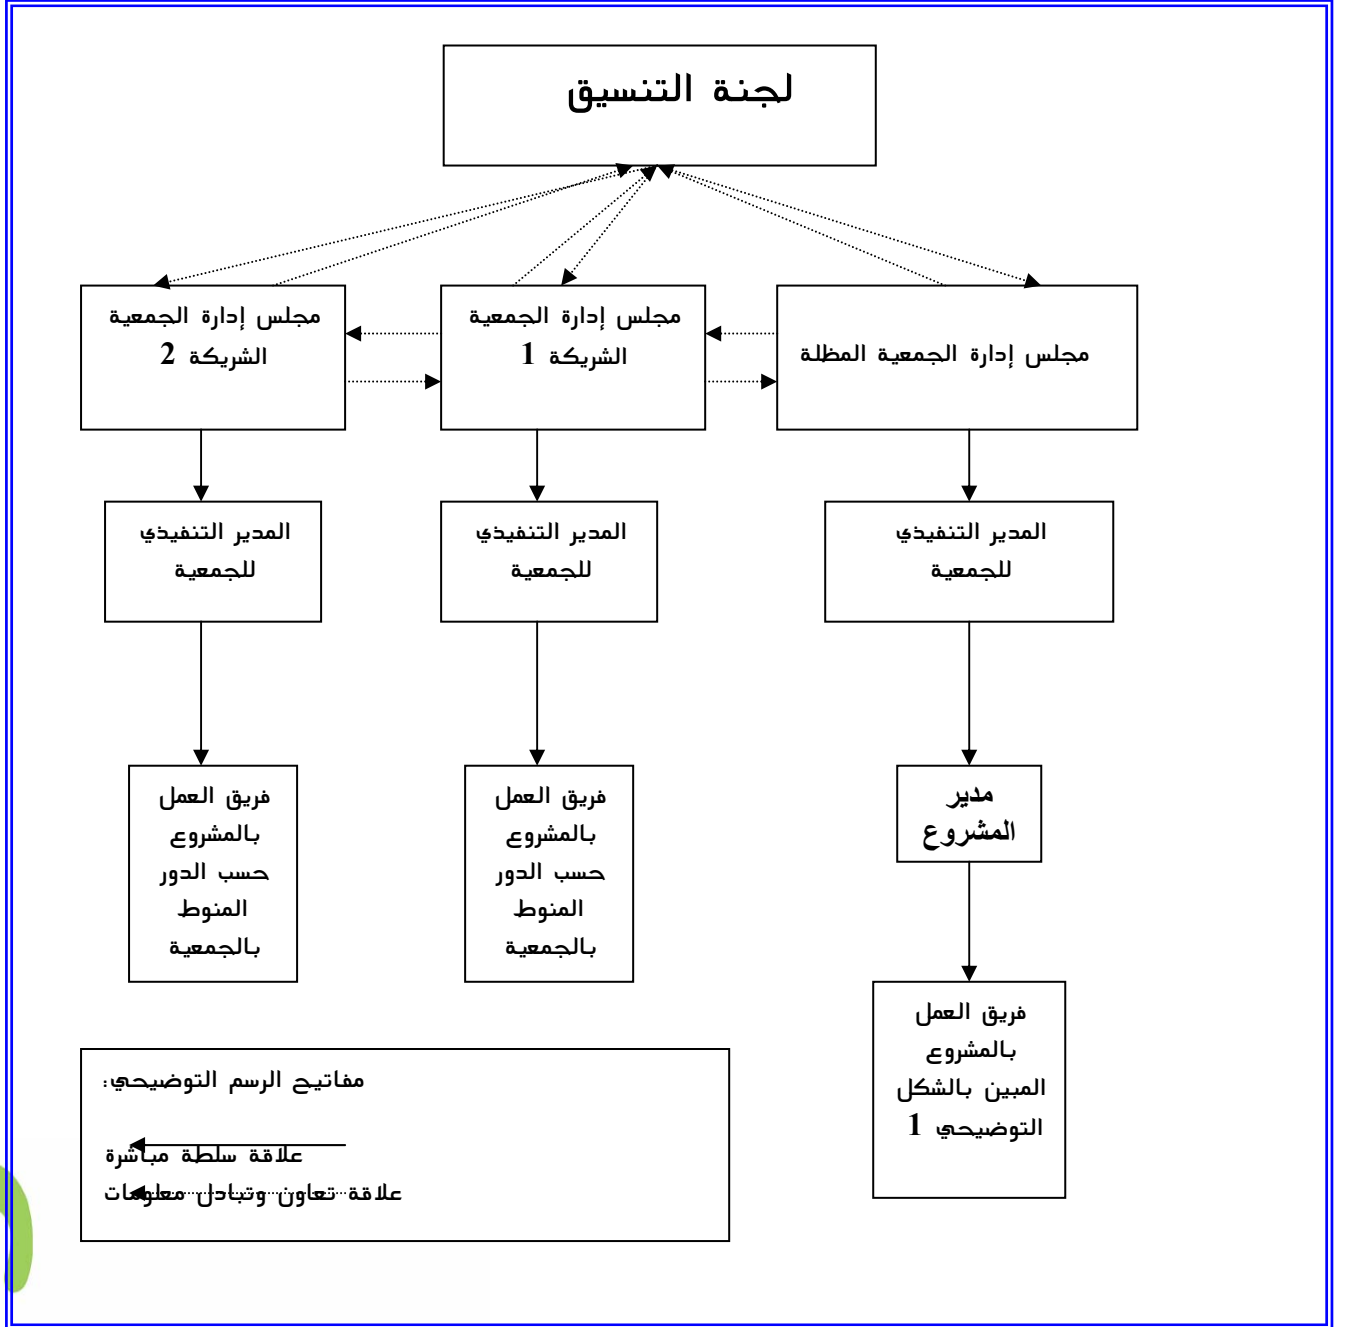 لجنة التنسيق
مجلس إدارة الجمعية المظلة
مجلس إدارة الجمعية
الشريكة 1
مجلس إدارة الجمعية
الشريكة 2
المدير التنفيذي
للجمعية
المدير التنفيذي
للجمعية
المدير التنفيذي
للجمعية
مدير
المشروع
فريق العمل
بالمشروع
حسب الدور
المنوط
بالجمعية
فريق العمل
بالمشروع
حسب الدور
المنوط
بالجمعية
فريق العمل
بالمشروع
المبين بالشكل
التوضيحي 1
مفاتيح الرسم التوضيحي:
علاقة سلطة مباشرة
علاقة تعاون وتبادل معلومات